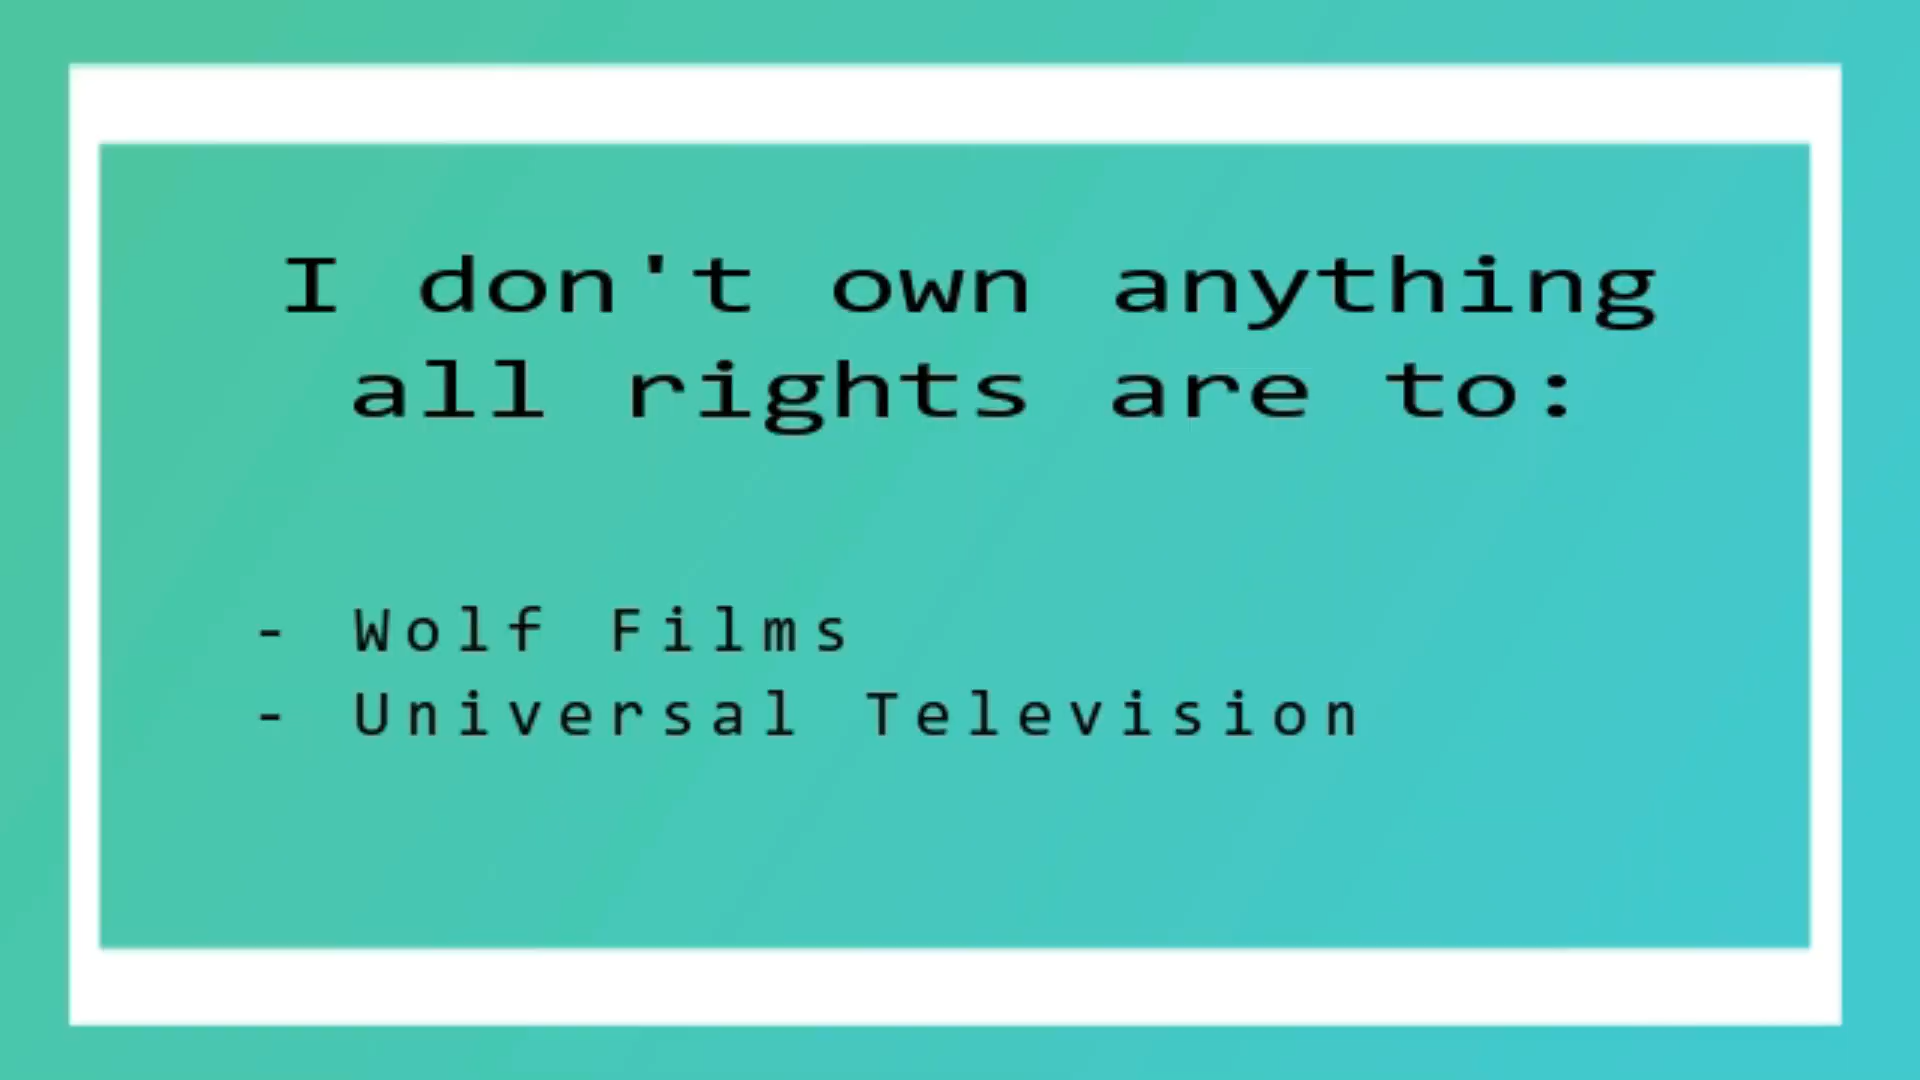 I don't own anything
all rights are to:
- Wolf Films
- Universal Television